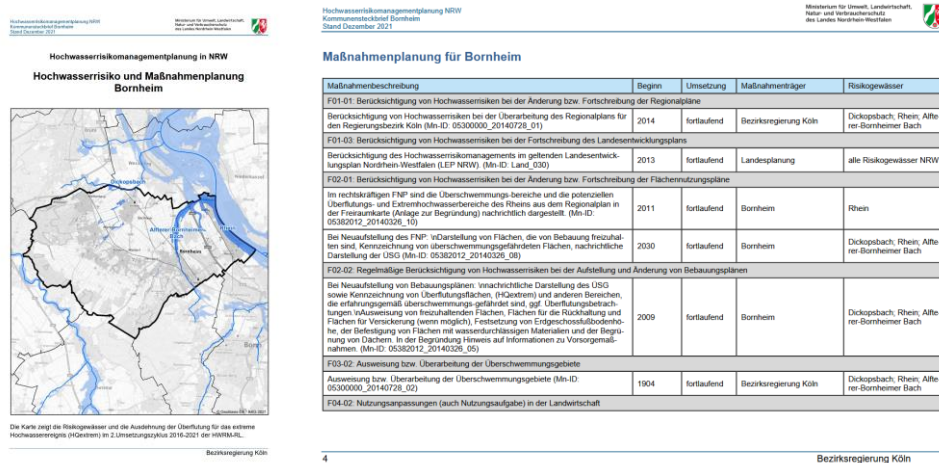 Hochwasserrisikomanagementplanung NRW
Kommunensteckbrief Bornheim
Stand Dezember 2021
Ministerium für Umwelt, Landwirtschaft,
Natur- und Verbraucherschutz
des Landes Nordrhein-Westfalen
Hochwasserrisikomanagementplanung in NRW
Hochwasserrisiko und Maßnahmenplanung
Bornheim
Dickopsbach
Alfterer-Bornheimer
Bach
Rhein
Bornheim
Bonn
Die Karte zeigt die Risikogewässer und die Ausdehnung der Überflutung für das extreme
Hochwasserereignis (HQextrem) im 2.Umsetzungszyklus 2016-2021 der HWRM-RL.
Bezirksregierung Köln
Hochwasserrisikomanagementplanung NRW
Kommunensteckbrief Bornheim
Stand Dezember 2021
Ministerium für Umwelt, Landwirtschaft,
Natur- und Verbraucherschutz
des Landes Nordrhein-Westfalen
Maßnahmenplanung für Bornheim
Maßnahmenbeschreibung Beginn Umsetzung Maßnahmenträger Risikogewässer
F01-01: Berücksichtigung von Hochwasserrisiken bei der Änderung bzw. Fortschreibung der Regionalpläne
Berücksichtigung von Hochwasserrisiken bei der Überarbeitung des Regionalplans für
den Regierungsbezirk Köln (Mn-ID: 05300000_20140728_01)
2014 fortlaufend Bezirksregierung Köln
Dickopsbach; Rhein; Alfte
rer-Bornheimer Bach
F01-03: Berücksichtigung von Hochwasserrisiken bei der Fortschreibung des Landesentwicklungsplans
Berücksichtigung des Hochwasserrisikomanagements im geltenden Landesentwick-
lungsplan Nordrhein-Westfalen (LEP NRW). (Mn-ID: Land_030)
2013 fortlaufend Landesplanung alle Risikogewässer NRW
F02-01: Berücksichtigung von Hochwasserrisiken bei der Änderung bzw. Fortschreibung der Flächennutzungspläne
Im rechtskräftigen FNP sind die Überschwemmungs-bereiche und die potenziellen
Überflutungs- und Extremhochwasserbereiche des Rheins aus dem Regionalplan in
der Freiraumkarte (Anlage zur Begründung) nachrichtlich dargestellt. (Mn-ID:
05382012_20140326_10)
2011 fortlaufend Bornheim Rhein
Bei Neuaufstellung des FNP: \nDarstellung von Flächen, die von Bebauung freizuhal-
ten sind, Kennzeichnung von überschwemmungsgefährdeten Flächen, nachrichtliche
Darstellung der ÜSG (Mn-ID: 05382012_20140326_08)
2030 fortlaufend Bornheim
Dickopsbach; Rhein; Alfte
rer-Bornheimer Bach
F02-02: Regelmäßige Berücksichtigung von Hochwasserrisiken bei der Aufstellung und Änderung von Bebauungsplänen
Bei Neuaufstellung von Bebauungsplänen: \nnachrichtliche Darstellung des ÜSG
sowie Kennzeichnung von Überflutungsflächen, (HQextrem) und anderen Bereichen,
die erfahrungsgemäß überschwemmungs-gefährdet sind, ggf. Überflutungsbetrach-
tungen.\nAusweisung von freizuhaltenden Flächen, Flächen für die Rückhaltung und
Flächen für Versickerung (wenn möglich), Festsetzung von Erdgeschossfußbodenhö-
he, der Befestigung von Flächen mit wasserdurchlässigen Materialien und der Begrü-
nung von Dächern. In der Begründung Hinweis auf Informationen zu Vorsorgemaß-
nahmen. (Mn-ID: 05382012_20140326_05)
2009 fortlaufend Bornheim
Dickopsbach; Rhein; Alfte
rer-Bornheimer Bach
F03-02: Ausweisung bzw. Überarbeitung der Überschwemmungsgebiete
Ausweisung bzw. Überarbeitung der Überschwemmungsgebiete (Mn-ID:
05300000_20140728_02)
1904 fortlaufend Bezirksregierung Köln
Dickopsbach; Rhein; Alfte
rer-Bornheimer Bach
F04-02: Nutzungsanpassungen (auch Nutzungsaufgabe) in der Landwirtschaft
4
Bezirksregierung Köln